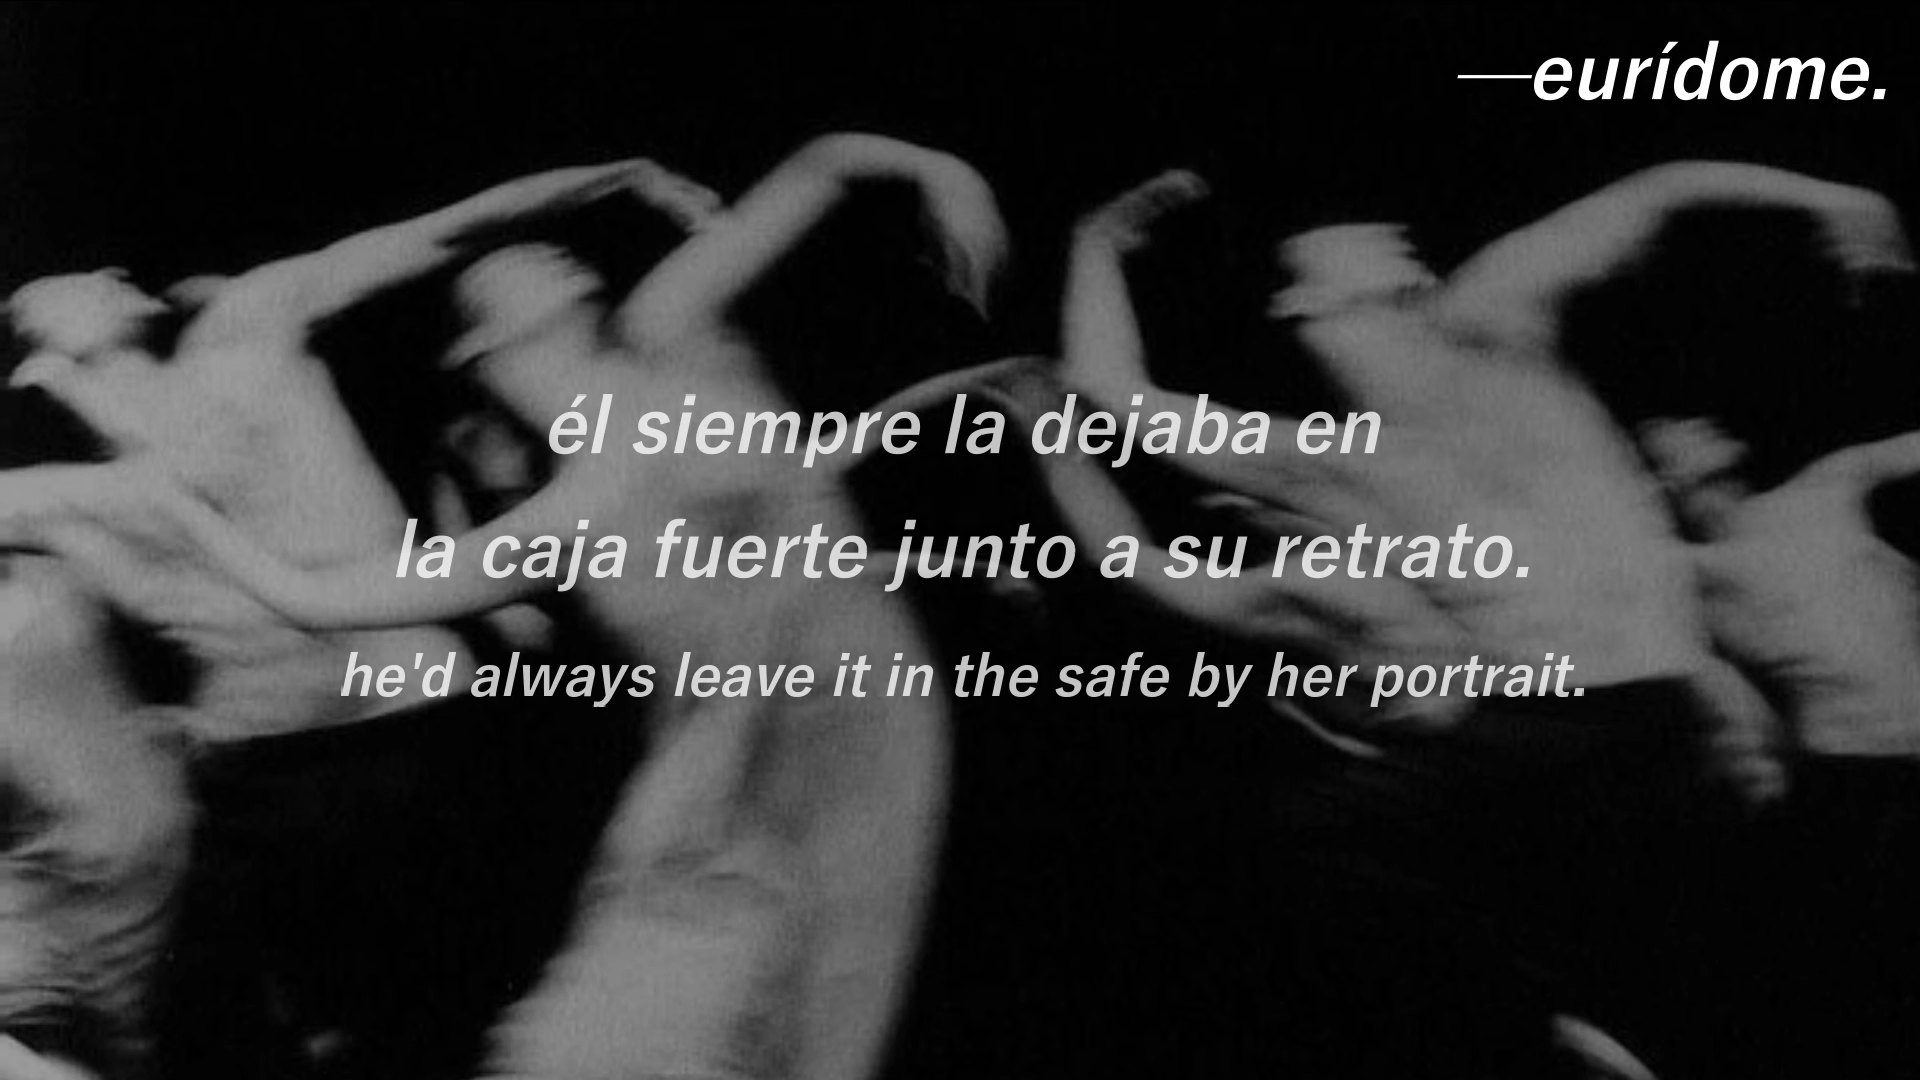 —eurídome.
él siempre la dejaba en
la caja fuerte junto a su retrato.
he'd always leave it in the safe by her portrait.